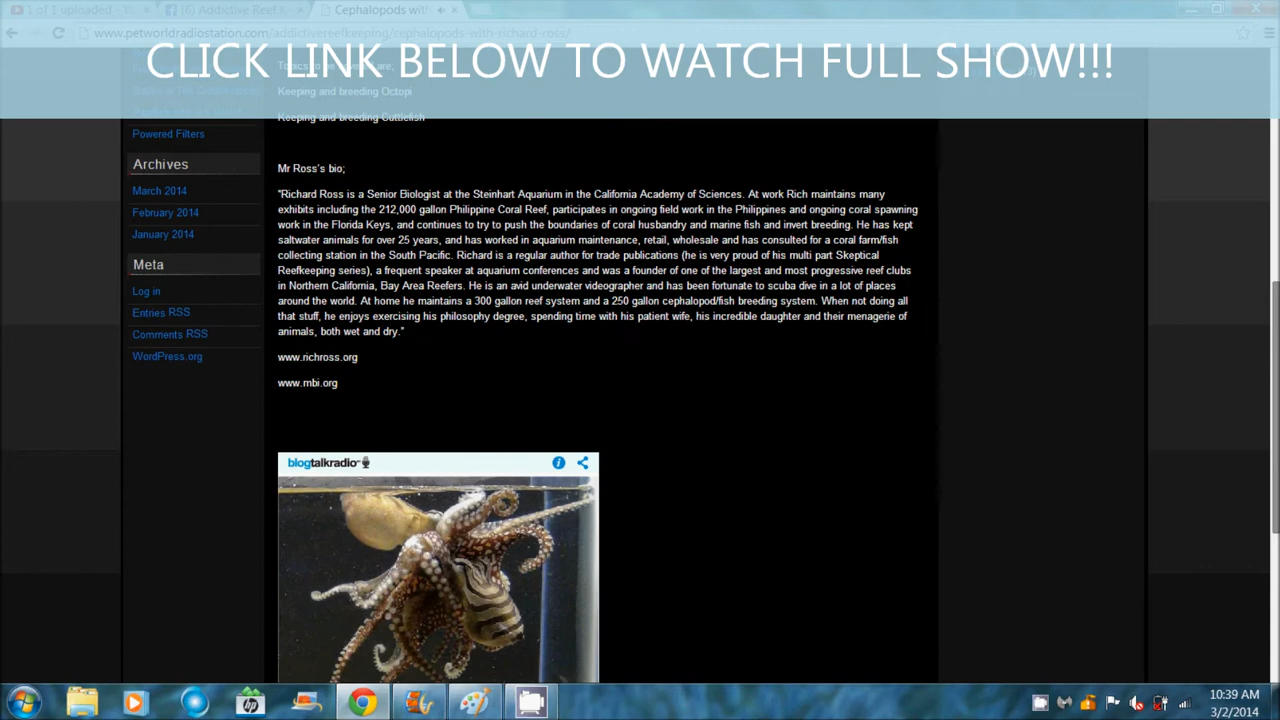 1 of 1 uploaded - 
(6) Addictive Reef K
Cephalopods with
www.petworldradiostation.com/addictivereefkeeping/cephalopods-with-richard-ross/
CLICK LINK BELOW TO WATCH FULL SHOW!!!
Keeping and breeding Octopi
Keeping and breeding Cuttlefish
Powered Filters
Archives
March 2014
February 2014
January 2014
Meta
Log in
Entries RSS
Comments RSS
WordPress.org
Mr Ross's bio;
"Richard Ross is a Senior Biologist at the Steinhart Aquarium in the California Academy of Sciences. At work Rich maintains many
exhibits including the 212,000 gallon Philippine Coral Reef, participates in ongoing field work in the Philippines and ongoing coral spawning
work in the Florida Keys, and continues to try to push the boundaries of coral husbandry and marine fish and invert breeding. He has kept
saltwater animals for over 25 years, and has worked in aquarium maintenance, retail, wholesale and has consulted for a coral farm/fish
collecting station in the South Pacific. Richard is a regular author for trade publications (he is very proud of his multi part Skeptical
Reefkeeping series), a frequent speaker at aquarium conferences and was a founder of one of the largest and most progressive reef clubs
in Northern California, Bay Area Reefers. He is an avid underwater videographer and has been fortunate to scuba dive in a lot of places
around the world. At home he maintains a 300 gallon reef system and a 250 gallon cephalopod/fish breeding system. When not doing all
that stuff, he enjoys exercising his philosophy degree, spending time with his patient wife, his incredible daughter and their menagerie of
animals, both wet and dry."
www.richross.org
www.mbi.org
blogtalkradio
10:39 AM
3/2/2014